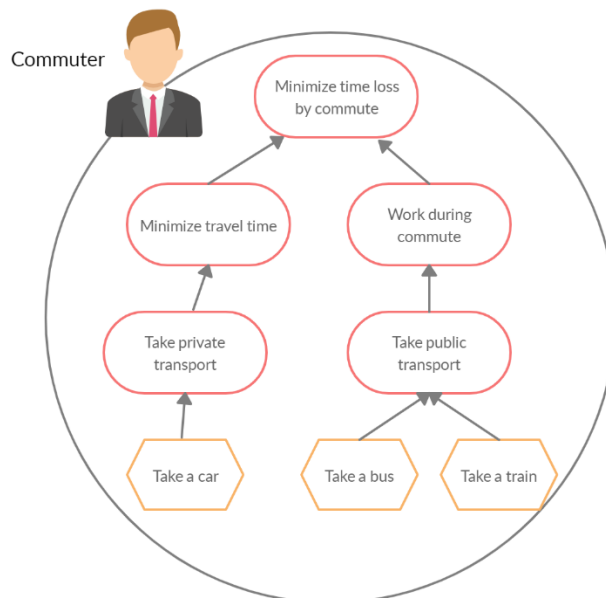 Commuter
Minimize time loss
by commute
Minimize travel time
Work during
commute
Take private
transport
Take public
transport
Take a car
Take a bus
Take a train